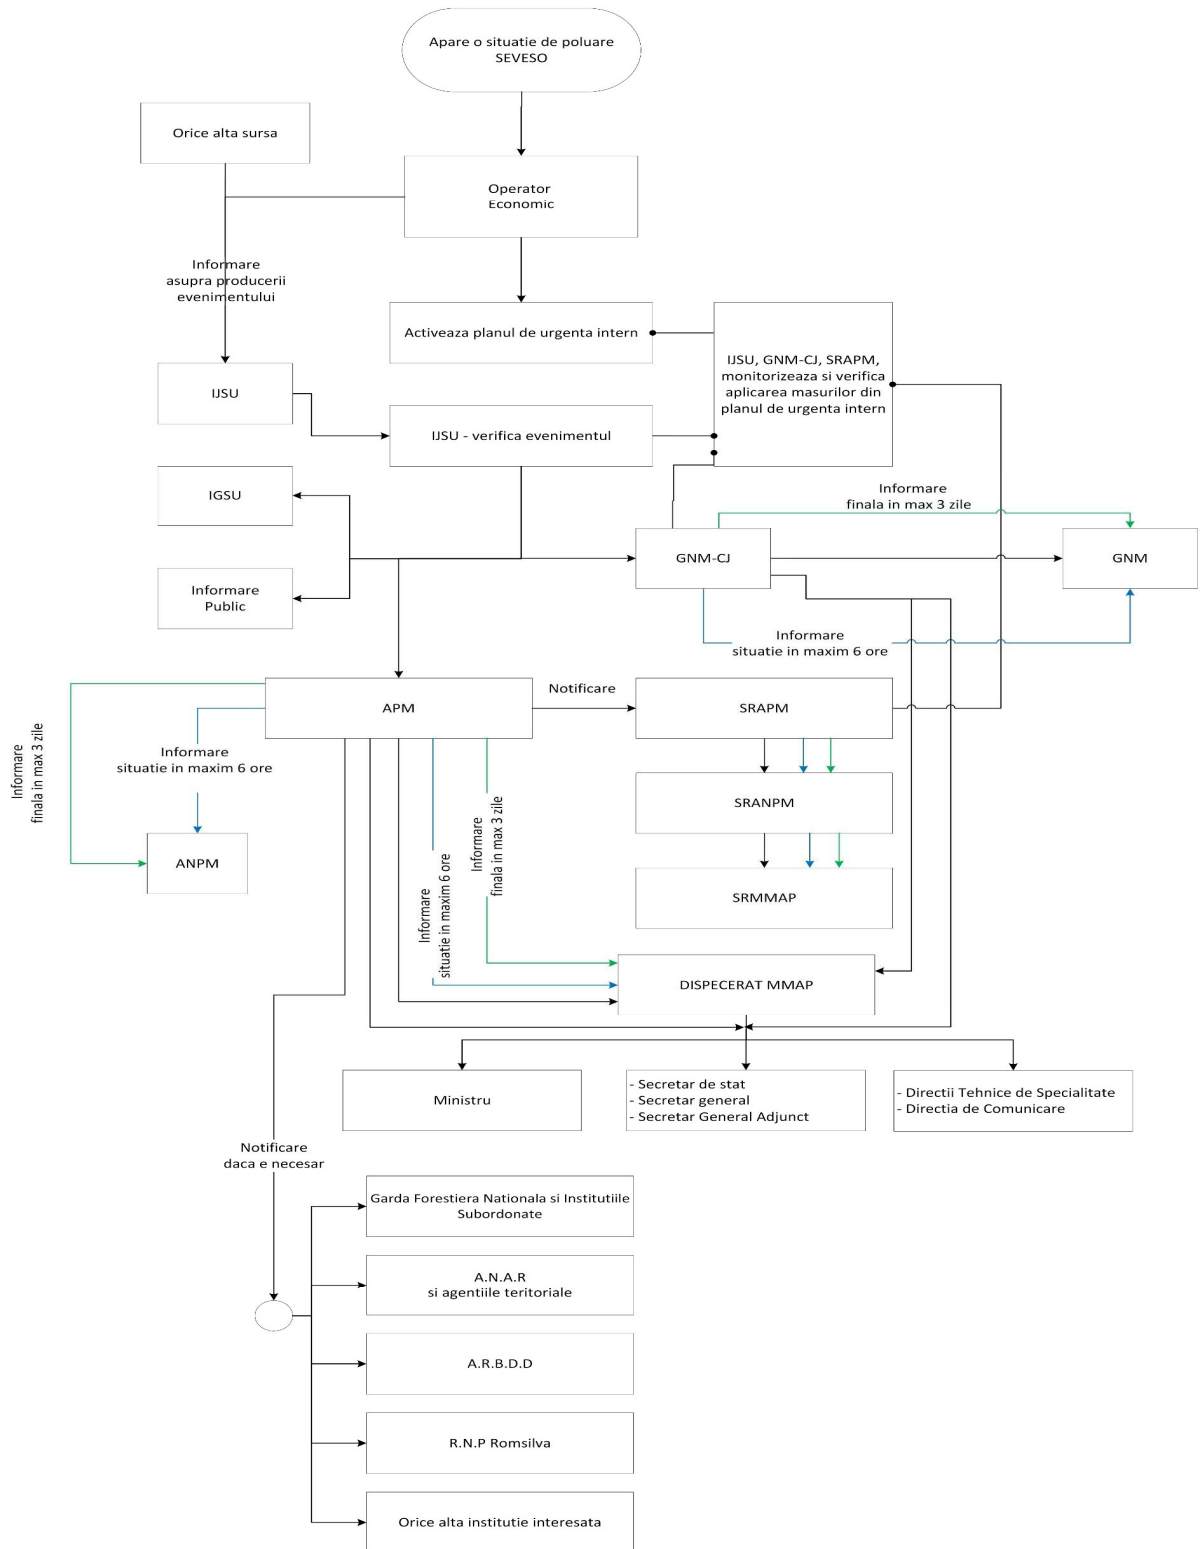 Apare o situatie de poluare
SEVESO
Orice alta sursa
Operator
Economic
Informare
asupra producerii
evenimentului
Activeaza planul de urgenta intern
IJSU, GNM-CJ, SRAPM,
monitorizeaza si verifica
aplicarea masurilor din
planul de urgenta intern
IJSU
IJSU - verifica evenimentul
IGSU
Informare
finala in max 3 zile
GNM-CJ
GNM
Informare
Public
Informare
situatie in maxim 6 ore
APM
Notificare
SRAPM
Informare
finala in max 3 zile
Informare
situatie in maxim 6 ore
SRANPM
ANPM
Informare
situatie in maxim 6 ore
Informare
finala in max 3 zile
SRMMAP
DISPECERAT MMAP
Ministru
- Secretar de stat
- Secretar general
- Secretar General Adjunct
- Directii Tehnice de Specialitate
- Directia de Comunicare
Notificare
daca e necesar
Garda Forestiera Nationala si Institutiile
Subordonate
A.N.A.R
si agentiile teritoriale
A.R.B.D.D
R.N.P Romsilva
Orice alta institutie interesata